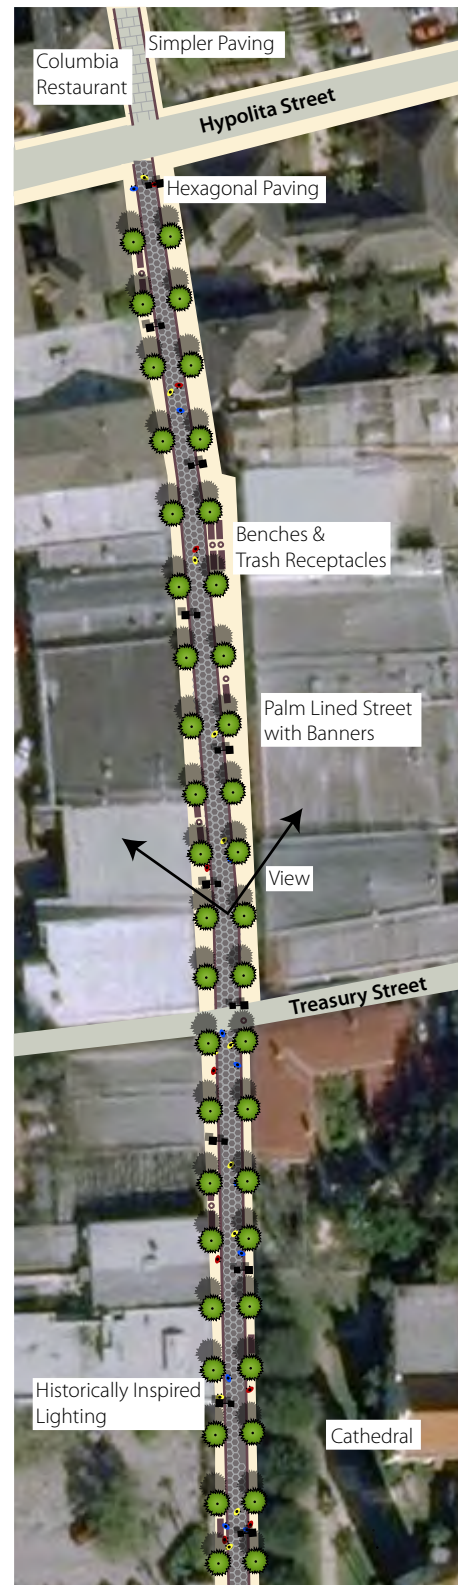 Simpler Paving
Columbia
Restaurant
Hypolita Street
Hexagonal Paving
Benches &
Trash Receptacles
Palm Lined Street
with Banners
View
Treasury Street
Historically Inspired
Lighting
Cathedral